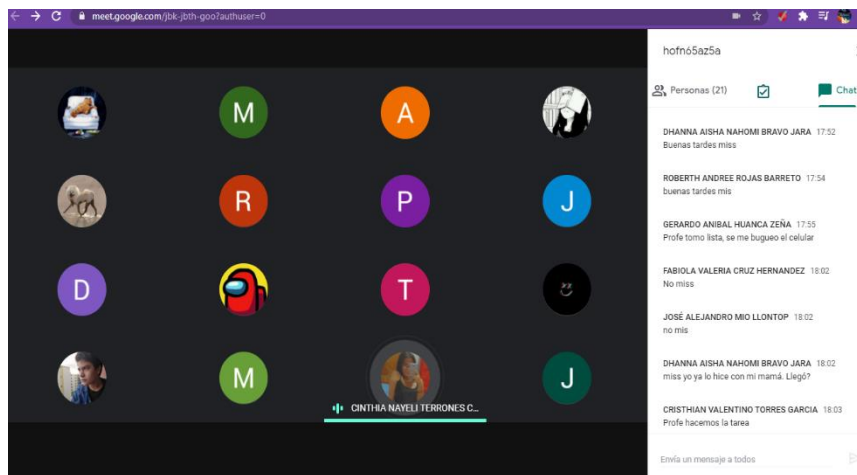 meet.google.com/jbk-jbth-goo?authuser=0
hofnó5az5a
Personas (21)
Chat
M
A
R
P
J
D
T
M
CINTHIA NAYELI TERRONES C...
J
DHANNA AISHA NAHOMI BRAVO JARA 17:52
Buenas tardes miss
ROBERTH ANDREE ROJAS BARRETO 17:54
buenas tardes mis
GERARDO ANIBAL HUANCA ZEÑA 17:55
Profe tomo lista, se me bugueo el celular
FABIOLA VALERIA CRUZ HERNANDEZ 18:02
No miss
JOSÉ ALEJANDRO MIO LLONTOP 18:02
no mis
DHANNA AISHA NAHOMI BRAVO JARA 18:02
miss yo ya lo hice con mi mamá. Llegó?
CRISTHIAN VALENTINO TORRES GARCIA 18:03
Profe hacemos la tarea
Envía un mensaje a todos